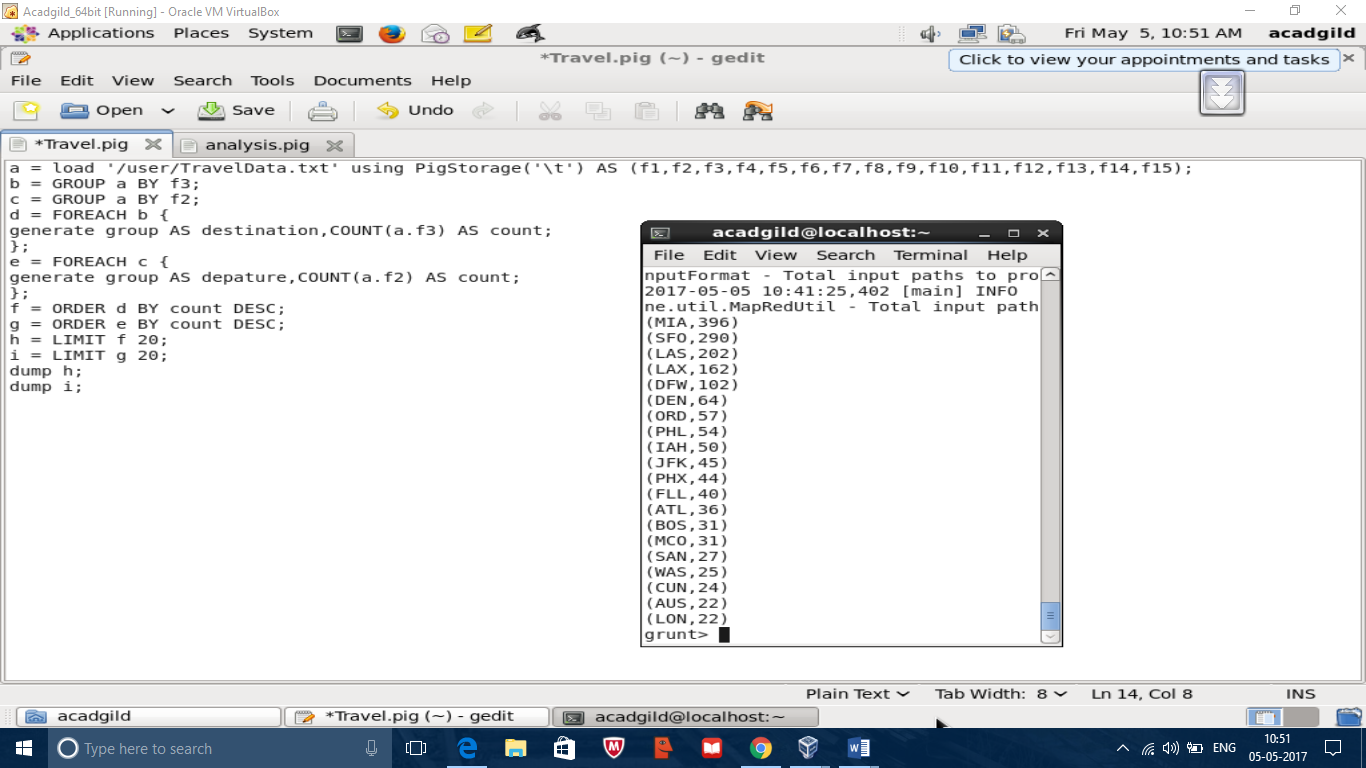 Acadgild_64bit [Running] - Oracle VM VirtualBox
Applications Places System Fri May 5, 10:51 AM acadgild
*Travel.pig (~) - gedit
Click to view your appointments and tasks
File Edit View Search Tools Documents Help
Open Save Undo
*Travel.pig analysis.pig
a = load '/user/TravelData.txt' using PigStorage('\t') AS (f1,f2,f3,f4,f5,f6,f7,f8,f9,f10,f11,f12,f13,f14,f15);
b = GROUP a BY f3;
c = GROUP a BY f2;
d = FOREACH b {
generate group AS destination,COUNT(a.f3) AS count;
};
e = FOREACH c {
generate group AS depature,COUNT(a.f2) AS count;
};
f = ORDER d BY count DESC;
g = ORDER e BY count DESC;
h = LIMIT f 20;
i = LIMIT g 20;
dump h;
dump i;
acadgild@localhost:~
File Edit View Search Terminal Help
nputFormat - Total input paths to pro
2017-05-05 10:41:25,402 [main] INFO
ne.util.MapRedUtil - Total input path
(MIA,396)
(SFO,290)
(LAS,202)
(LAX,162)
(DFW,102)
(DEN,64)
(ORD,57)
(PHL,54)
(IAH,50)
(JFK,45)
(PHX,44)
(FLL,40)
(ATL,36)
(BOS,31)
(MCO,31)
(SAN,27)
(WAS,25)
(CUN,24)
(AUS,22)
(LON,22)
grunt>
Plain Text Tab Width: 8 Ln 14, Col 8 INS
acadgild *Travel.pig (~) - gedit acadgild@localhost:~
Type here to search ENG 10:51
05-05-2017